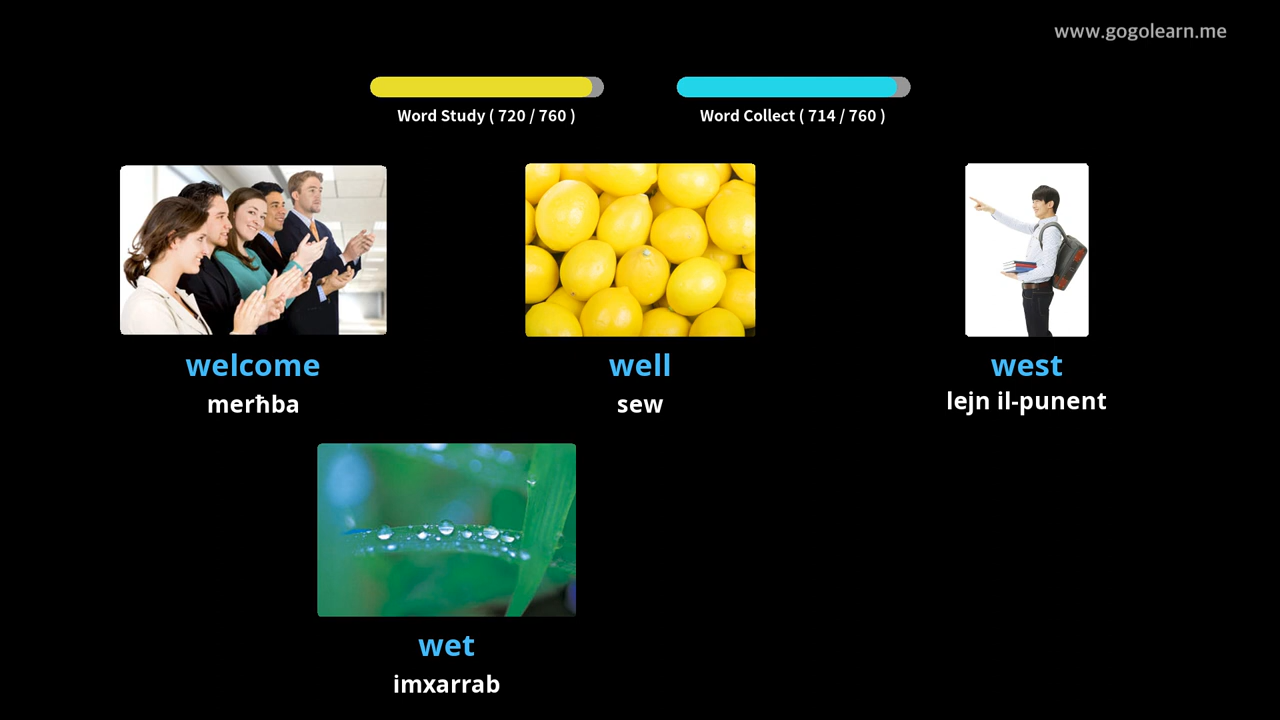 www.gogolearn.me
Word Study ( 720 / 760 )
Word Collect ( 714 / 760 )
welcome
merħba
well
sew
west
lejn il-punent
wet
imxarrab